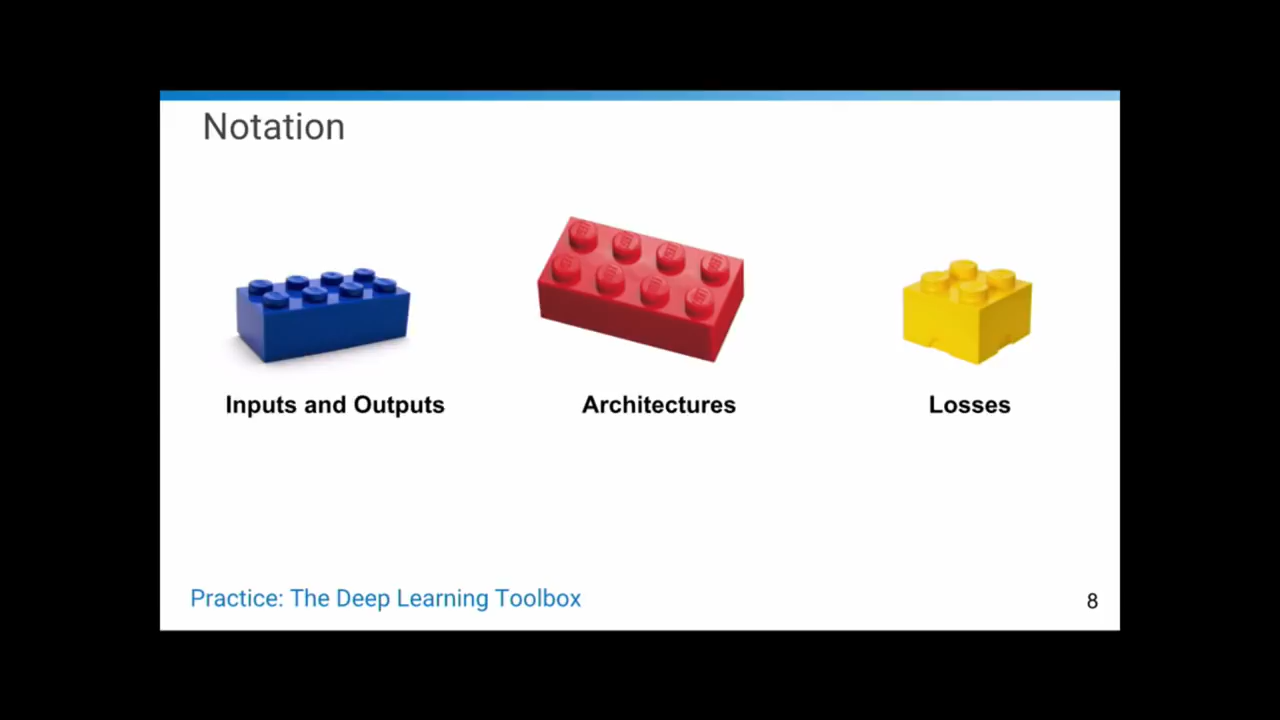 Notation
Inputs and Outputs
Architectures
Losses
Practice: The Deep Learning Toolbox
8